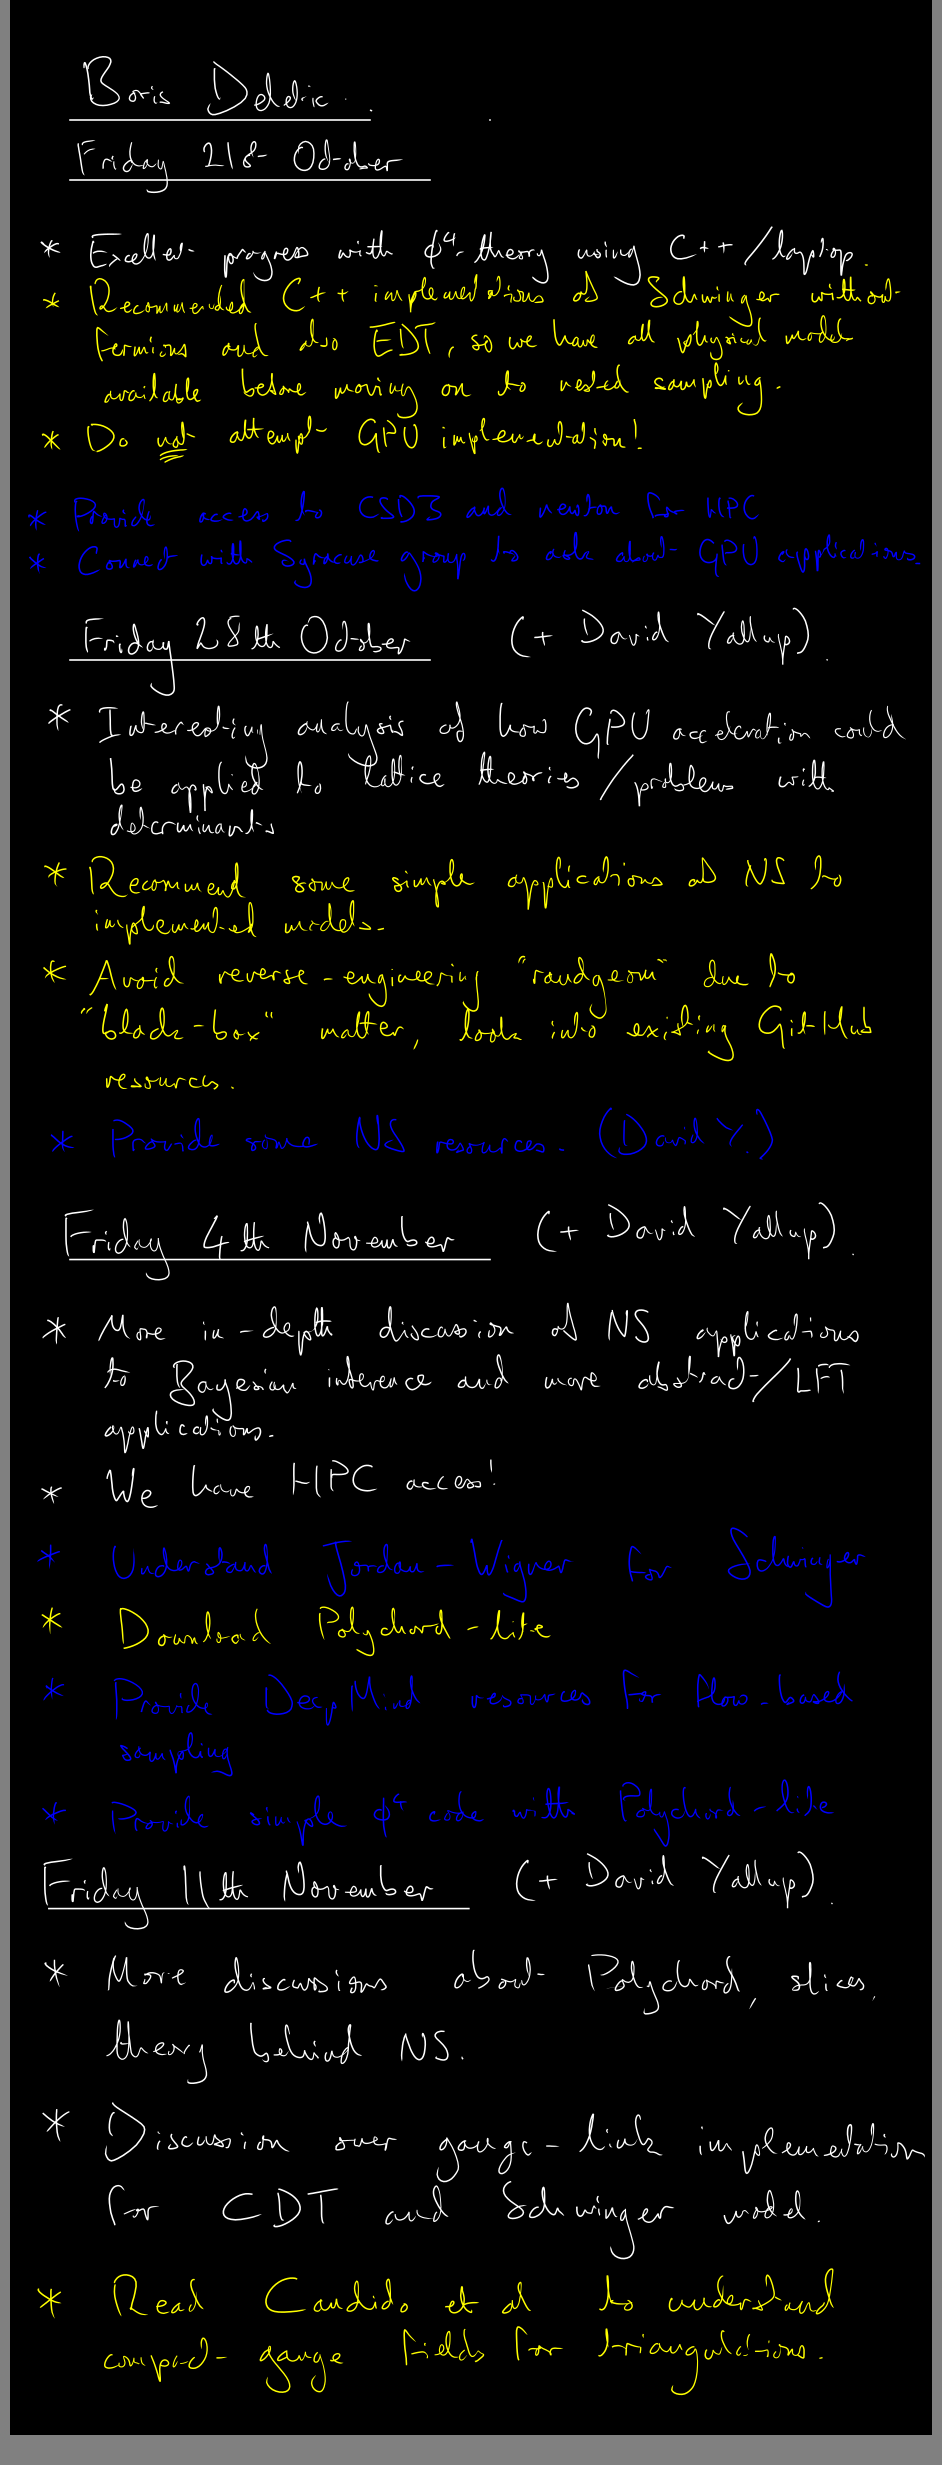 Boris Deldic.
Friday 21st October
* Excellent progress with ϕ⁴-theory using C++/laptop.
* Recommended C++ implementations of Schwinger without
fermions and also EDT, so we have all physical models
available before moving on to nested sampling.
* Do not attempt GPU implementation!
* Provide access to CSD3 and newton for HPC
* Connect with Syracuse group to ask about GPU applications.
Friday 28th October (+ David Yallup).
* Interesting analysis of how GPU acceleration could
be applied to lattice theories/problems with
determinants
* Recommend some simple applications of NS to
implemented models.
* Avoid reverse-engineering "randgeom" due to
"black-box" matter, look into existing GitHub
resources.
* Provide some NS resources. (David Y.)
Friday 4th November (+ David Yallup).
* More in-depth discussion of NS applications
to Bayesian inference and more abstract/LFT
applications.
* We have HPC access!
* Understand Jordan-Wigner for Schwinger
* Download Polychord-lite
* Provide DeepMind resources for flow-based
sampling
* Provide simple ϕ⁴ code with Polychord-lite
Friday 11th November (+ David Yallup).
* More discussions about Polychord, slices,
theory behind NS.
* Discussion over gauge-link implementation
for CDT and Schwinger model.
* Read Candido et al to understand
compact gauge fields for triangulations.